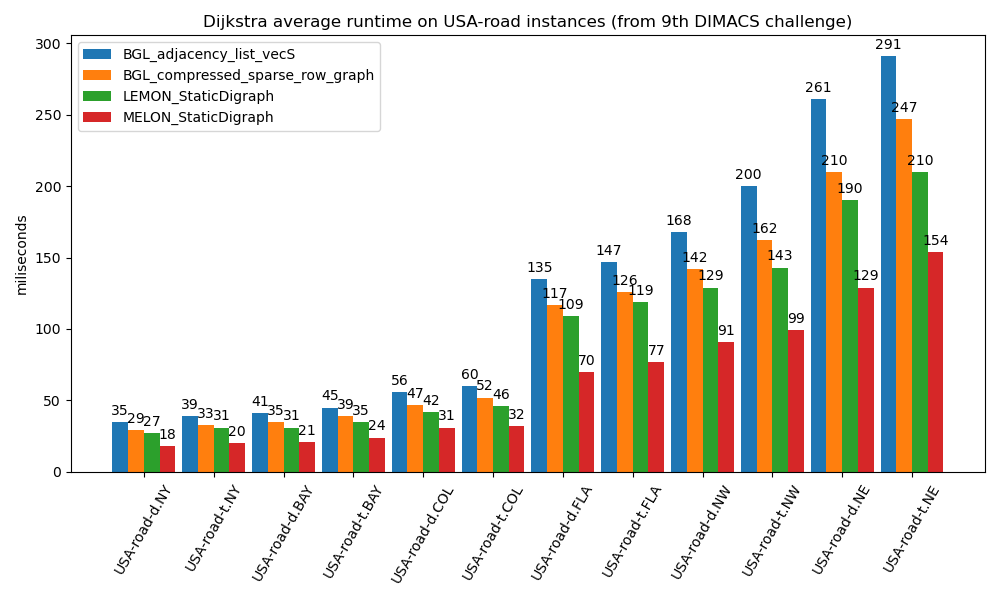 Dijkstra average runtime on USA-road instances (from 9th DIMACS challenge)
BGL_adjacency_list_vecS
BGL_compressed_sparse_row_graph
LEMON_StaticDigraph
MELON_StaticDigraph
miliseconds
300
250
200
150
100
50
0
35 29 27 18
39 33 31 20
41 35 31 21
45 39 35 24
56 47 42 31
60 52 46 32
135 117 109 70
147 126 119 77
168 142 129 91
200 162 143 99
261 210 190 129
291 247 210 154
USA-road-d.NY
USA-road-t.NY
USA-road-d.BAY
USA-road-t.BAY
USA-road-d.COL
USA-road-t.COL
USA-road-d.FLA
USA-road-t.FLA
USA-road-d.NW
USA-road-t.NW
USA-road-d.NE
USA-road-t.NE